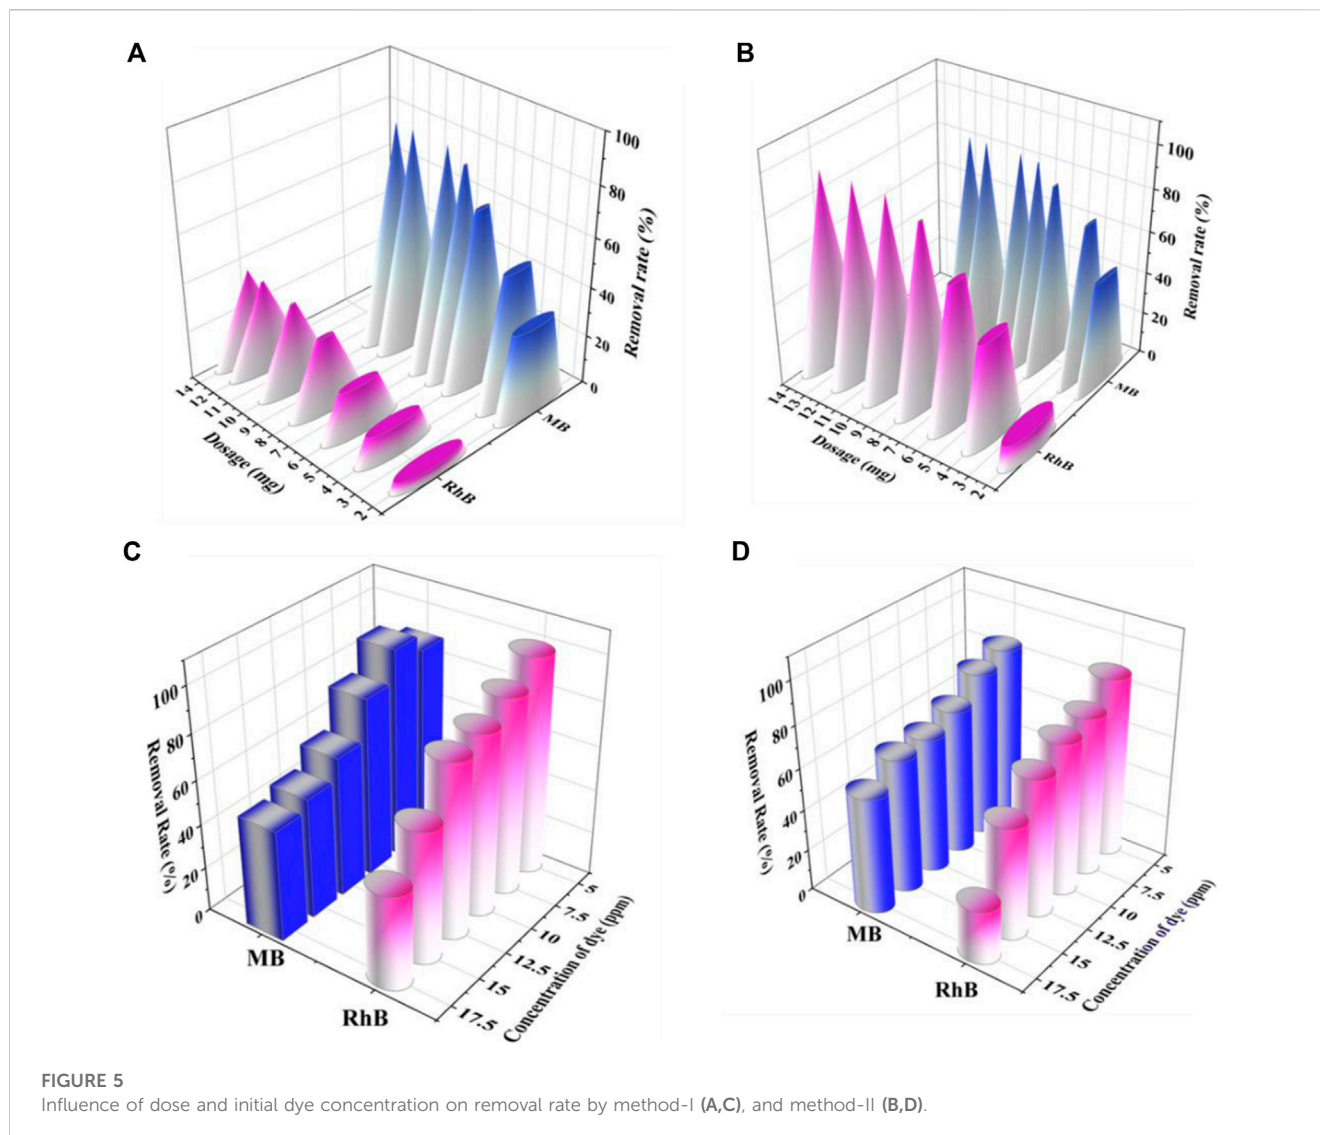 A
100
80
60
40
20
0
Removal rate (%)
14
12
11
10
9
8
7
6
5
4
3
2
Dosage (mg)
MB
RhB
B
100
80
60
40
20
0
Removal rate (%)
14
13
12
11
10
9
8
7
6
5
4
3
2
Dosage (mg)
MB
RhB
C
100
80
60
40
20
0
Removal Rate (%)
MB
RhB
5
7.5
10
12.5
15
17.5
Concentration of dye (ppm)
D
100
80
60
40
20
0
Removal Rate (%)
MB
RhB
5
7.5
10
12.5
15
17.5
Concentration of dye (ppm)
FIGURE 5
Influence of dose and initial dye concentration on removal rate by method-I (A,C), and method-II (B,D).